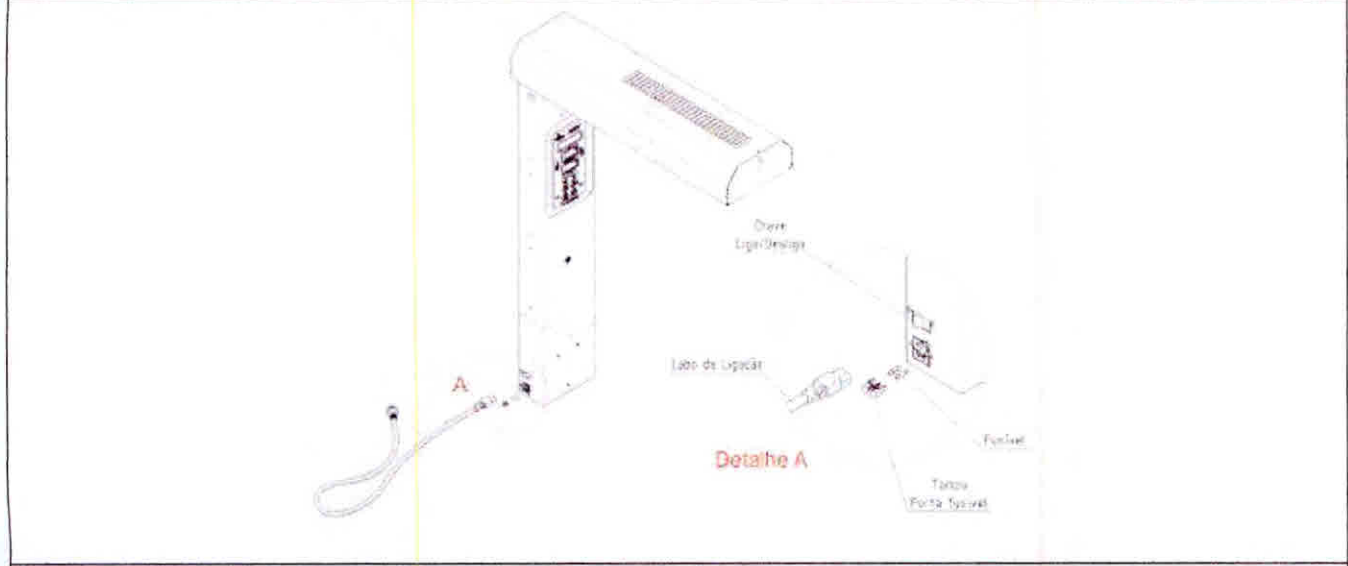 Chave
Liga/Desliga
A
Cabo de Ligação
Fusível
Detalhe A
Tampa
Porta fusível